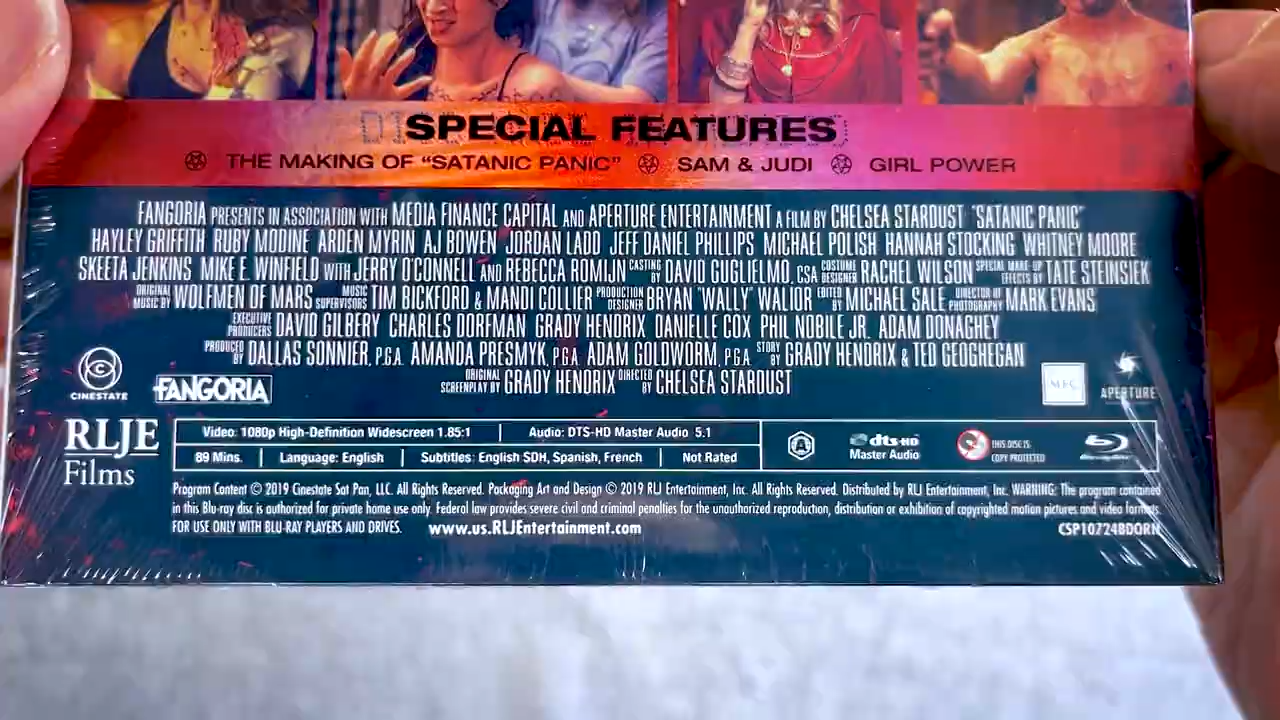 SPECIAL FEATURES
THE MAKING OF “SATANIC PANIC” SAM & JUDI GIRL POWER
FANGORIA PRESENTS IN ASSOCIATION WITH MEDIA FINANCE CAPITAL AND APERTURE ENTERTAINMENT A FILM BY CHELSEA STARDUST "SATANIC PANIC"
HAYLEY GRIFFITH RUBY MODINE ARDEN MYRIN AJ BOWEN JORDAN LADD JEFF DANIEL PHILLIPS MICHAEL POLISH HANNAH STOCKING WHITNEY MOORE
SKEETA JENKINS MIKE E. WINFIELD WITH JERRY O'CONNELL AND REBECCA ROMIJN CASTING BY DAVID GUGLIELMO, CSA COSTUME DESIGNER RACHEL WILSON SPECIAL MAKE-UP EFFECTS BY TATE STEINSIEK
ORIGINAL MUSIC BY WOLFMEN OF MARS MUSIC SUPERVISORS TIM BICKFORD & MANDI COLLIER PRODUCTION DESIGNER BRYAN "WALLY" WALIOR EDITED BY MICHAEL SALE DIRECTOR OF PHOTOGRAPHY MARK EVANS
EXECUTIVE PRODUCERS DAVID GILBERY CHARLES DORFMAN GRADY HENDRIX DANIELLE COX PHIL NOBILE JR. ADAM DONAGHEY
PRODUCED BY DALLAS SONNIER, P.G.A. AMANDA PRESMYK, P.G.A. ADAM GOLDWORM, P.G.A. STORY BY GRADY HENDRIX & TED GEOGHEGAN
ORIGINAL SCREENPLAY BY GRADY HENDRIX DIRECTED BY CHELSEA STARDUST
CINESTATE FANGORIA MFC APERTURE
RLJE Films
Video: 1080p High-Definition Widescreen 1.85:1 Audio: DTS-HD Master Audio 5.1
89 Mins. Language: English Subtitles: English SDH, Spanish, French Not Rated
A dts-HD Master Audio THIS DISC IS COPY PROTECTED Blu-ray Disc
Program Content © 2019 Cinestate Sat Pan, LLC. All Rights Reserved. Packaging Art and Design © 2019 RLJ Entertainment, Inc. All Rights Reserved. Distributed by RLJ Entertainment, Inc. WARNING: The program contained
in this Blu-ray disc is authorized for private home use only. Federal law provides severe civil and criminal penalties for the unauthorized reproduction, distribution or exhibition of copyrighted motion pictures and video formats.
FOR USE ONLY WITH BLU-RAY PLAYERS AND DRIVES. www.us.RLJEntertainment.com CSP10724BDORN